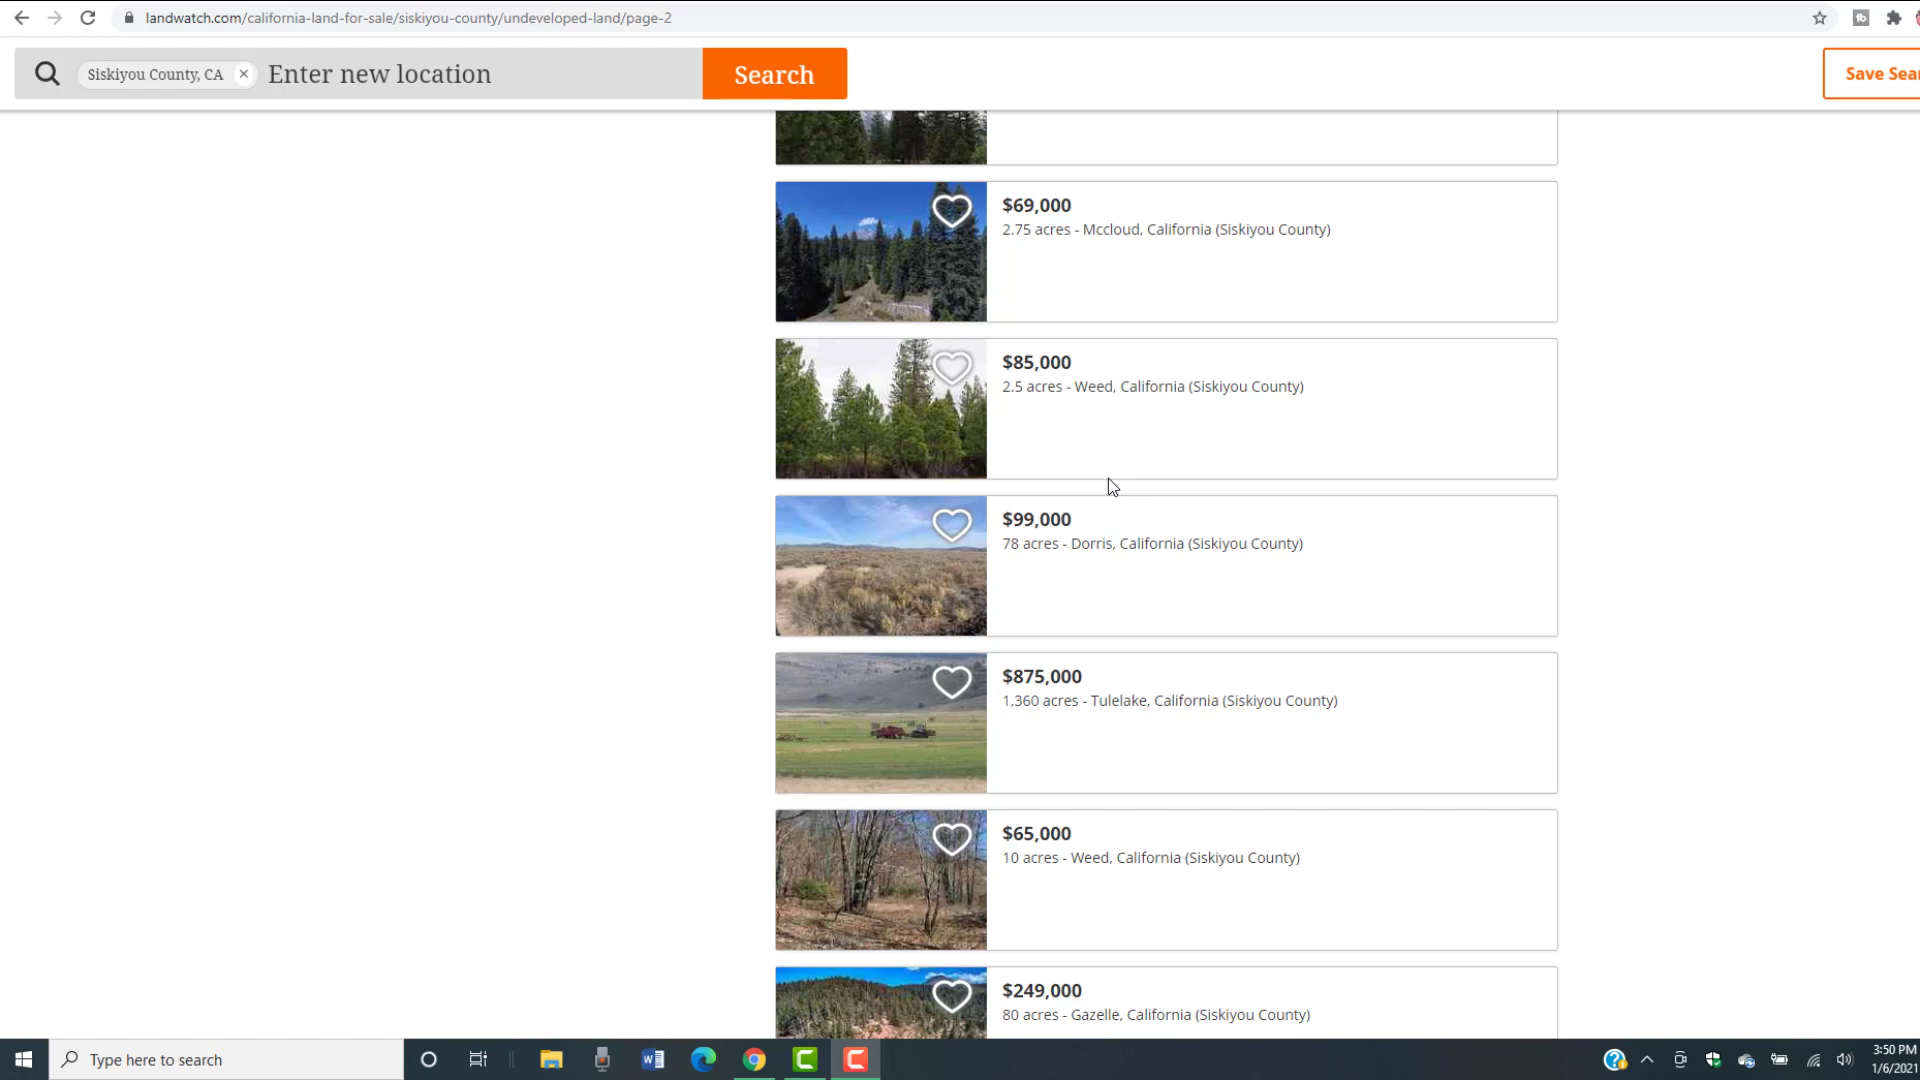 landwatch.com/california-land-for-sale/siskiyou-county/undeveloped-land/page-2
Siskiyou County, CA × Enter new location
Search
Save Sear
$69,000
2.75 acres - Mccloud, California (Siskiyou County)
$85,000
2.5 acres - Weed, California (Siskiyou County)
$99,000
78 acres - Dorris, California (Siskiyou County)
$875,000
1,360 acres - Tulelake, California (Siskiyou County)
$65,000
10 acres - Weed, California (Siskiyou County)
$249,000
80 acres - Gazelle, California (Siskiyou County)
Type here to search
3:50 PM
1/6/2021